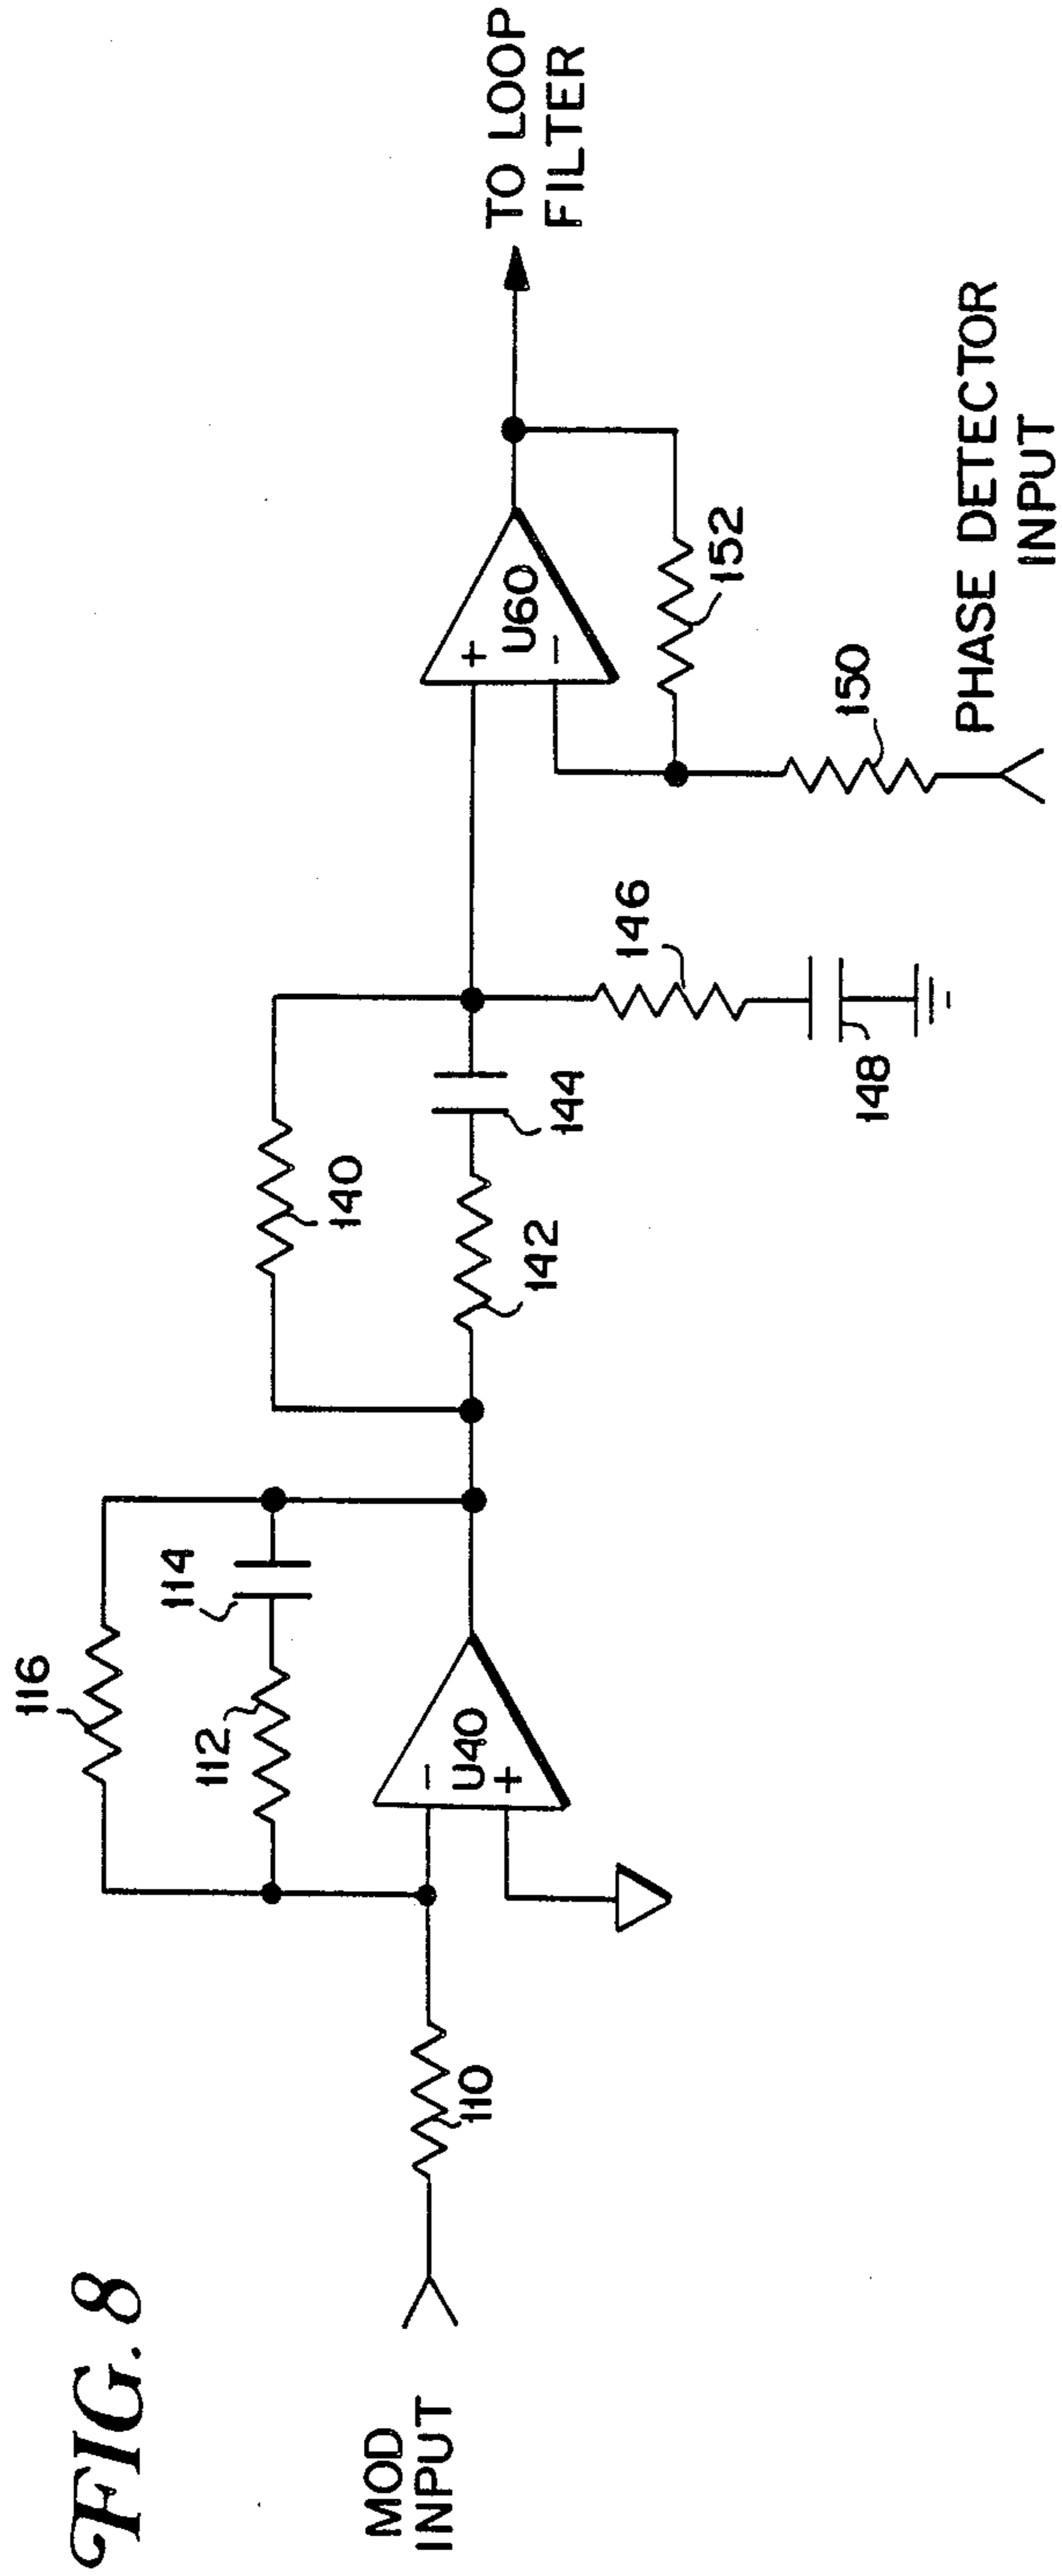 FIG. 8
MOD
INPUT
110
116
112
114
−
U40
+
140
142
144
146
148
+
U60
−
150
152
PHASE DETECTOR
INPUT
TO LOOP
FILTER